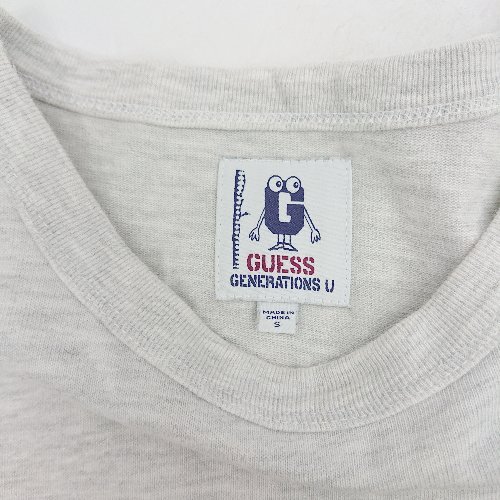 G
GUESS
GENERATIONS U
MADE IN
CHINA
S